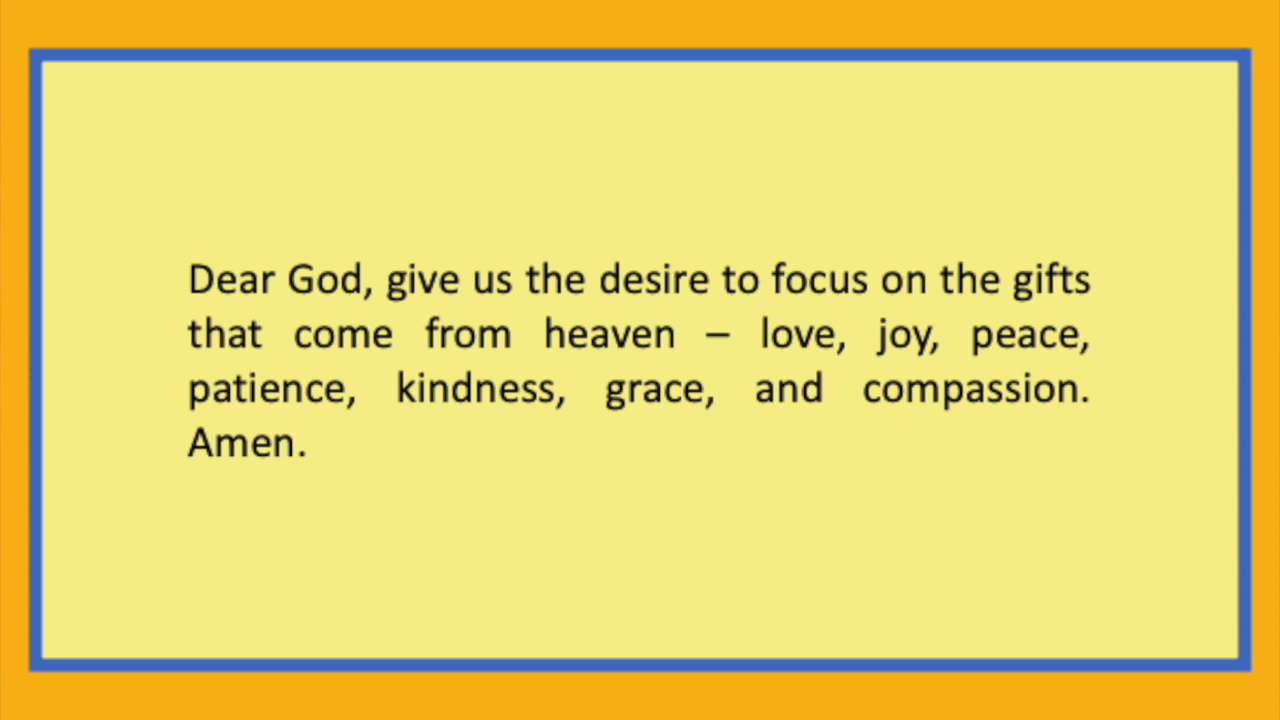 Dear God, give us the desire to focus on the gifts
that come from heaven – love, joy, peace,
patience, kindness, grace, and compassion.
Amen.